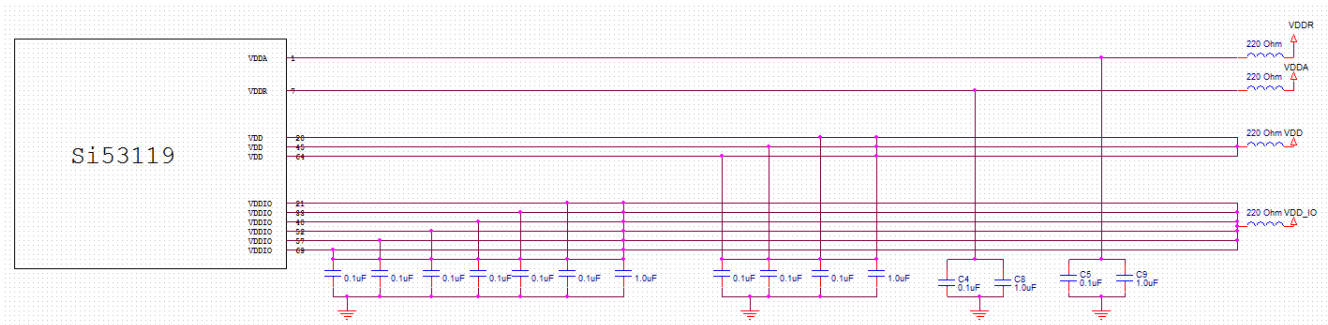 VDDR
220 Ohm
VDDA 1
VDDA
220 Ohm
VDDR 7
VDD 20
220 Ohm VDD
VDD 45
VDD 64
Si53119
VDDIO 21
VDDIO
220 Ohm VDD_IO
VDDIO 40
VDDIO 52
VDDIO 57
VDDIO 69
0.1uF 0.1uF 0.1uF 0.1uF 0.1uF 0.1uF 1.0uF
0.1uF 0.1uF 0.1uF 1.0uF
C4
0.1uF
C8
1.0uF
C5
0.1uF
C9
1.0uF